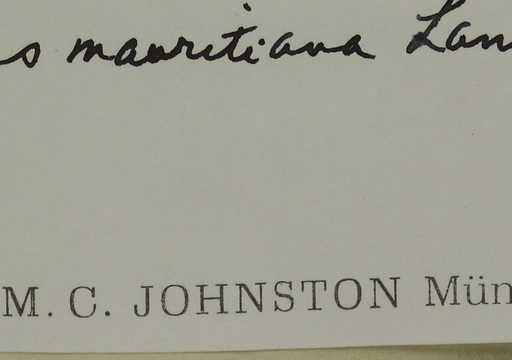 s mauritiana Lan
M. C. JOHNSTON Mün